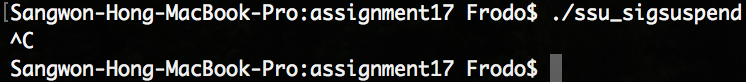 [Sangwon-Hong-MacBook-Pro:assignment17 Frodo$ ./ssu_sigsuspend
^C
Sangwon-Hong-MacBook-Pro:assignment17 Frodo$